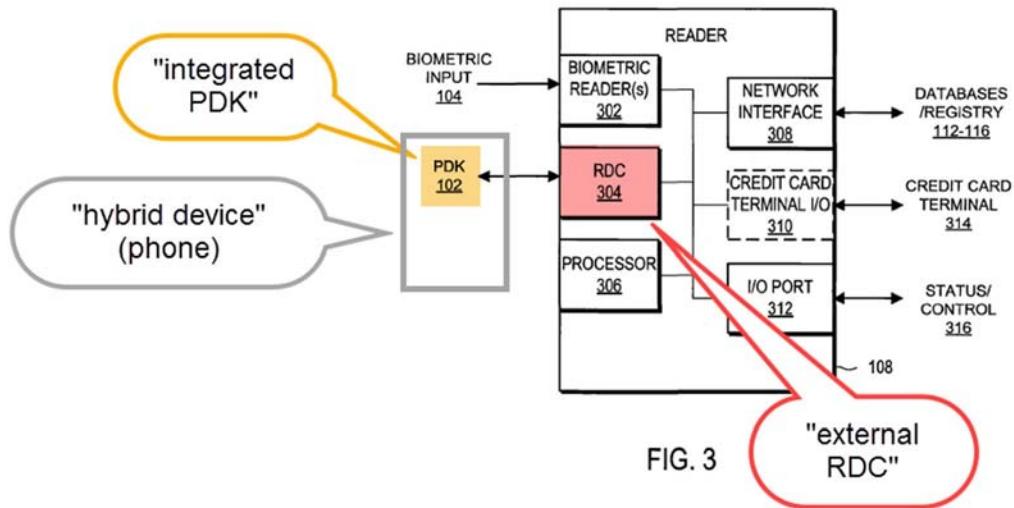 "integrated
PDK"
"hybrid device"
(phone)
BIOMETRIC
INPUT
104
PDK
102
READER
BIOMETRIC
READER(s)
302
RDC
304
PROCESSOR
306
NETWORK
INTERFACE
308
CREDIT CARD
TERMINAL I/O
310
I/O PORT
312
DATABASES
/REGISTRY
112-116
CREDIT CARD
TERMINAL
314
STATUS/
CONTROL
316
108
"external
RDC"
FIG. 3